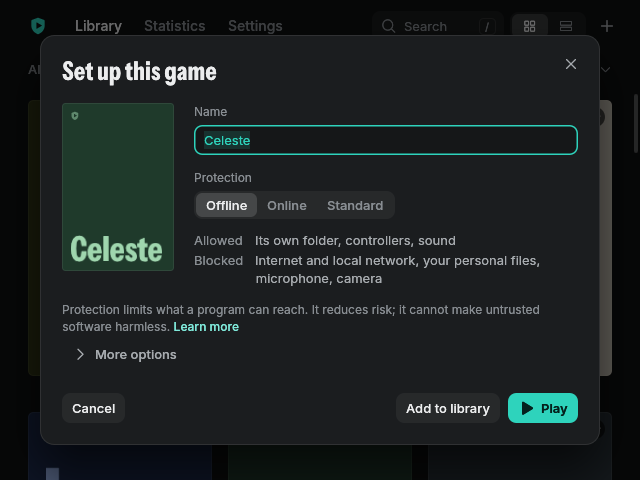 Library Statistics Settings Search /
Set up this game
Name
Celeste
Protection
Offline Online Standard
Celeste
Allowed Its own folder, controllers, sound
Blocked Internet and local network, your personal files,
microphone, camera
Protection limits what a program can reach. It reduces risk; it cannot make untrusted
software harmless. Learn more
More options
Cancel Add to library Play